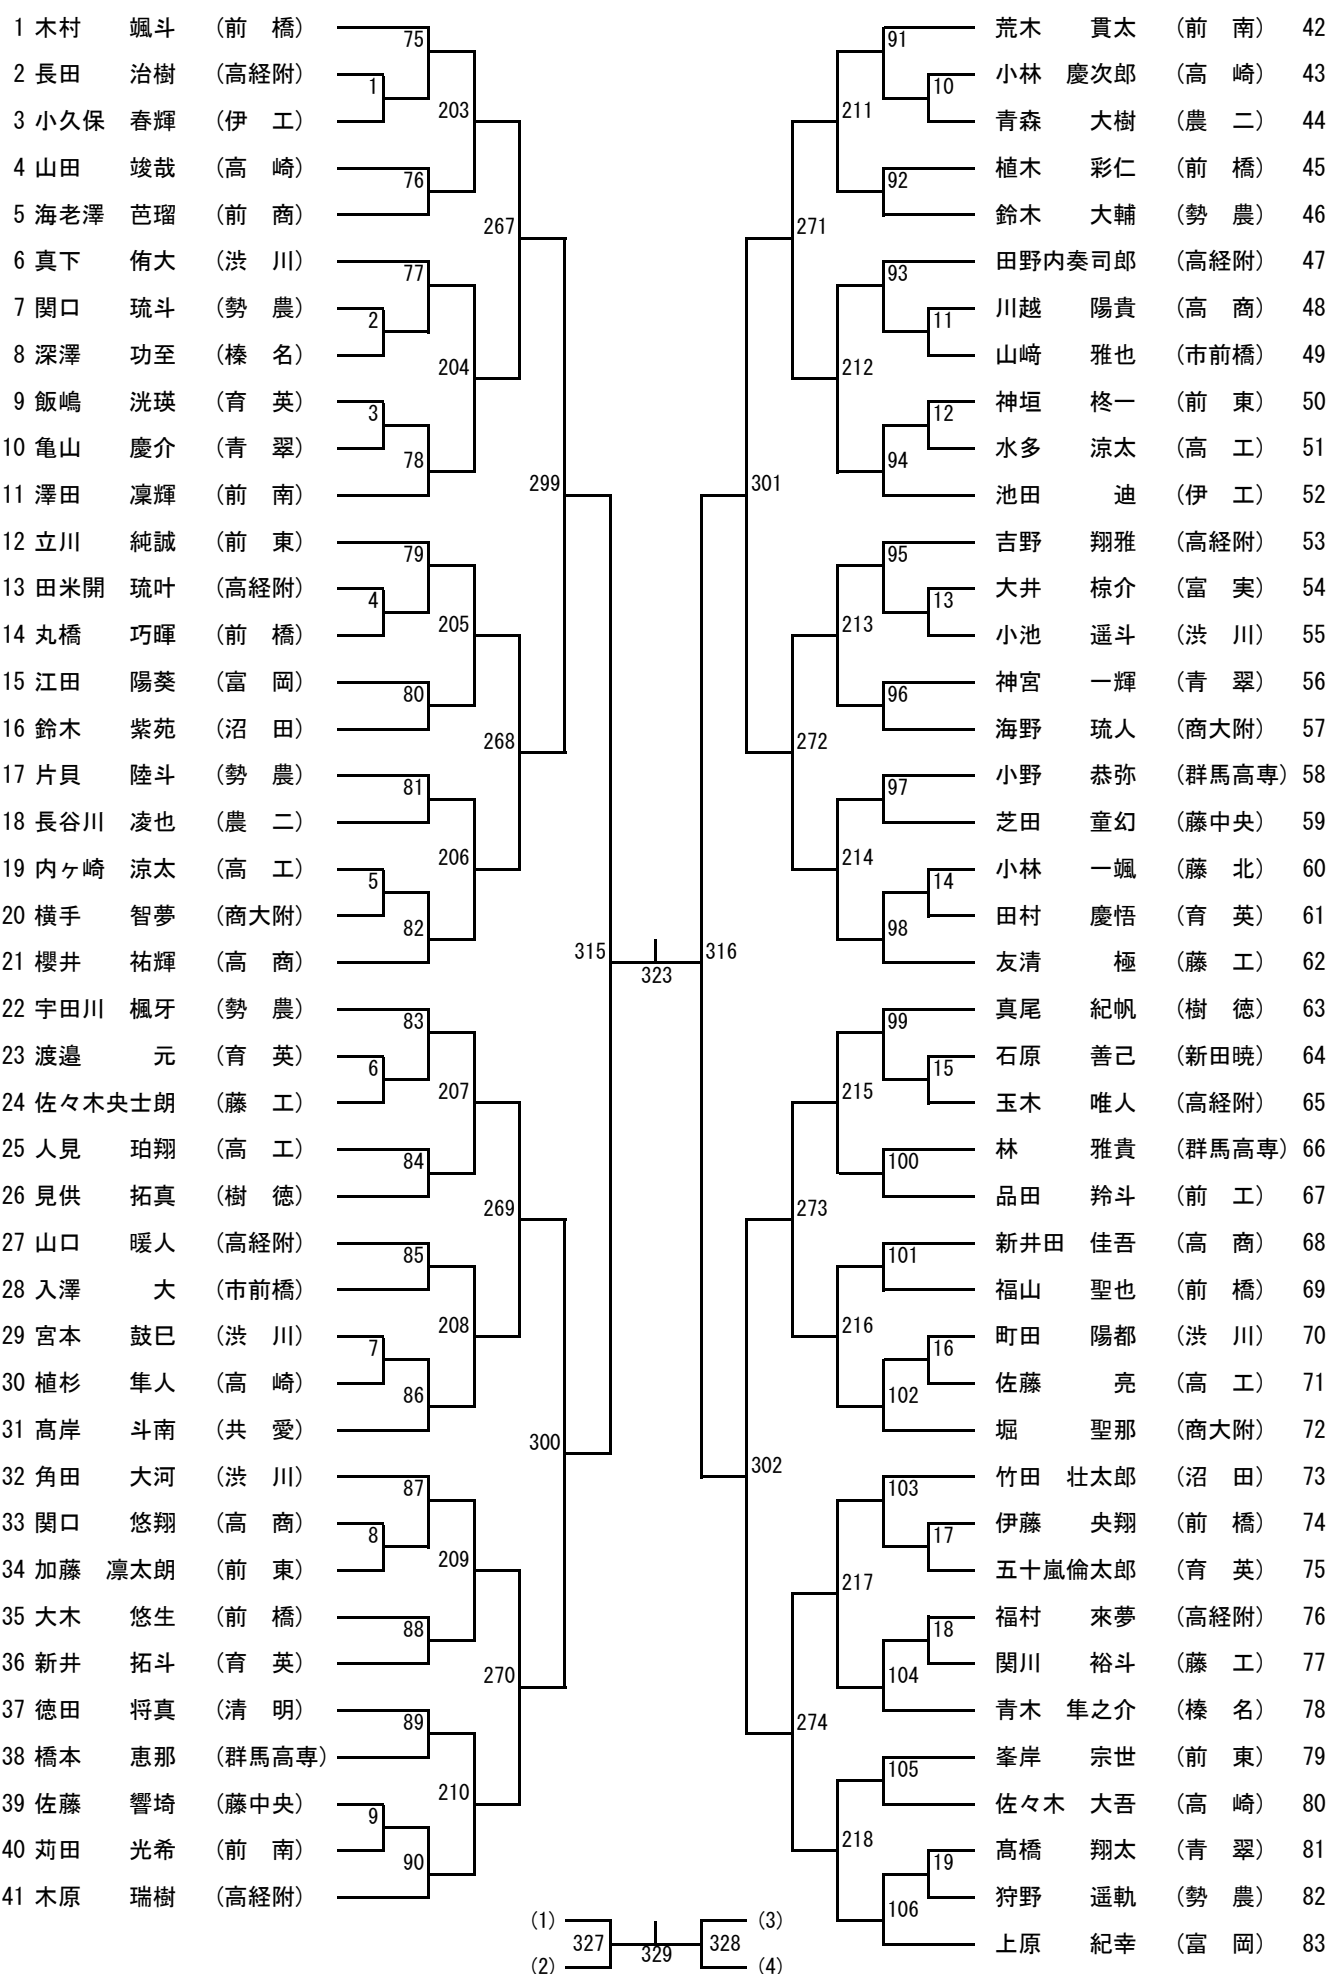 1 木村 颯斗 (前 橋)
2 長田 治樹 (高経附)
3 小久保 春輝 (伊 工)
4 山田 竣哉 (高 崎)
5 海老澤 芭瑠 (前 商)
6 真下 侑大 (渋 川)
7 関口 琉斗 (勢 農)
8 深澤 功至 (榛 名)
9 飯嶋 洸瑛 (育 英)
10 亀山 慶介 (青 翠)
11 澤田 凜輝 (前 南)
12 立川 純誠 (前 東)
13 田米開 琉叶 (高経附)
14 丸橋 巧暉 (前 橋)
15 江田 陽葵 (富 岡)
16 鈴木 紫苑 (沼 田)
17 片貝 陸斗 (勢 農)
18 長谷川 凌也 (農 二)
19 内ヶ崎 涼太 (高 工)
20 横手 智夢 (商大附)
21 櫻井 祐輝 (高 商)
22 宇田川 楓牙 (勢 農)
23 渡邉 元 (育 英)
24 佐々木央士朗 (藤 工)
25 人見 珀翔 (高 工)
26 見供 拓真 (樹 徳)
27 山口 暖人 (高経附)
28 入澤 大 (市前橋)
29 宮本 鼓巳 (渋 川)
30 植杉 隼人 (高 崎)
31 髙岸 斗南 (共 愛)
32 角田 大河 (渋 川)
33 関口 悠翔 (高 商)
34 加藤 凛太朗 (前 東)
35 大木 悠生 (前 橋)
36 新井 拓斗 (育 英)
37 徳田 将真 (清 明)
38 橋本 恵那 (群馬高専)
39 佐藤 響埼 (藤中央)
40 苅田 光希 (前 南)
41 木原 瑞樹 (高経附)
75
1
203
76
267
77
2
204
3
78
299
79
4
205
80
268
81
206
5
82
315
83
6
207
84
269
85
208
7
86
300
87
8
209
88
270
89
210
9
90
323
316
91
10
211
92
271
93
11
212
12
94
301
95
13
213
96
272
97
214
14
98
99
15
215
100
273
101
216
16
102
302
103
17
217
18
104
274
105
218
19
106
荒木 貫太 (前 南) 42
小林 慶次郎 (高 崎) 43
青森 大樹 (農 二) 44
植木 彩仁 (前 橋) 45
鈴木 大輔 (勢 農) 46
田野内奏司郎 (高経附) 47
川越 陽貴 (高 商) 48
山﨑 雅也 (市前橋) 49
神垣 柊一 (前 東) 50
水多 涼太 (高 工) 51
池田 迪 (伊 工) 52
吉野 翔雅 (高経附) 53
大井 椋介 (富 実) 54
小池 遥斗 (渋 川) 55
神宮 一輝 (青 翠) 56
海野 琉人 (商大附) 57
小野 恭弥 (群馬高専) 58
芝田 童幻 (藤中央) 59
小林 一颯 (藤 北) 60
田村 慶悟 (育 英) 61
友清 極 (藤 工) 62
真尾 紀帆 (樹 徳) 63
石原 善己 (新田暁) 64
玉木 唯人 (高経附) 65
林 雅貴 (群馬高専) 66
品田 羚斗 (前 工) 67
新井田 佳吾 (高 商) 68
福山 聖也 (前 橋) 69
町田 陽都 (渋 川) 70
佐藤 亮 (高 工) 71
堀 聖那 (商大附) 72
竹田 壮太郎 (沼 田) 73
伊藤 央翔 (前 橋) 74
五十嵐倫太郎 (育 英) 75
福村 來夢 (高経附) 76
関川 裕斗 (藤 工) 77
青木 隼之介 (榛 名) 78
峯岸 宗世 (前 東) 79
佐々木 大吾 (高 崎) 80
髙橋 翔太 (青 翠) 81
狩野 遥軌 (勢 農) 82
上原 紀幸 (富 岡) 83
(1) (3)
327 329 328
(2) (4)